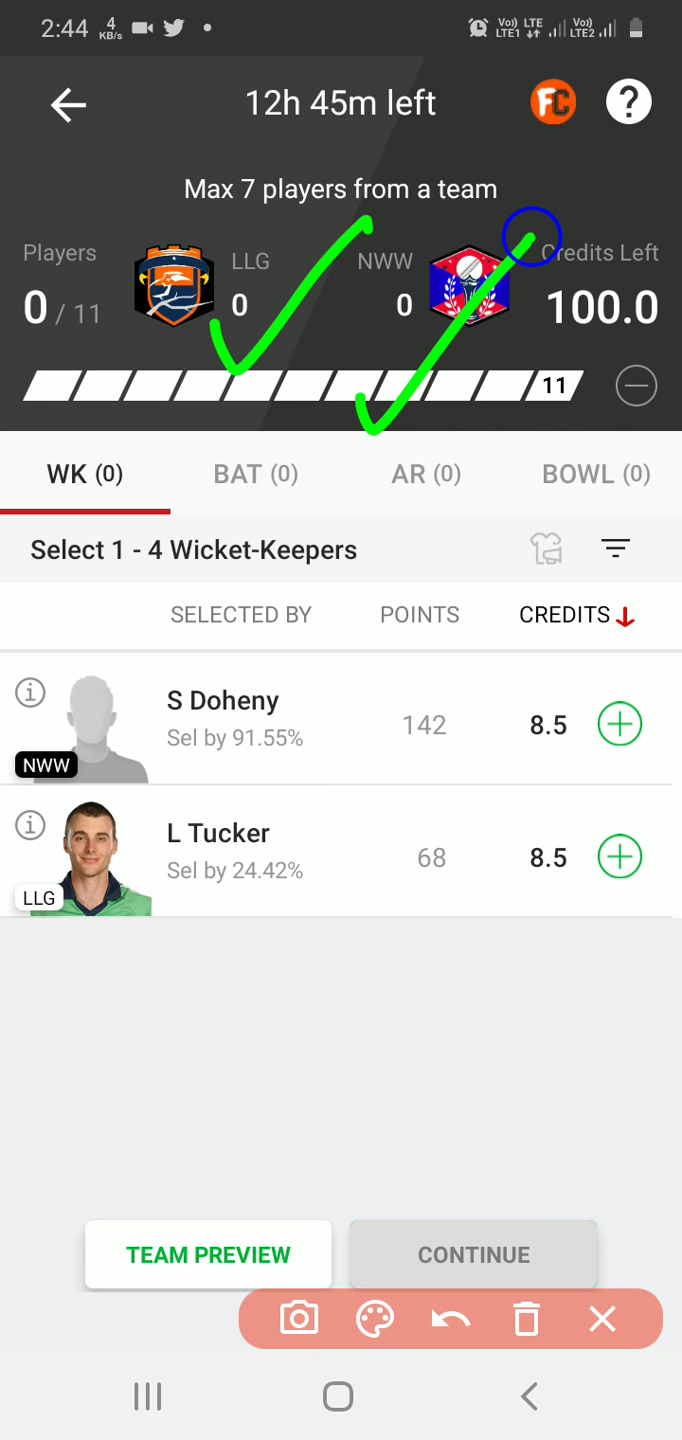 2:44 4 KB/s Vo) LTE1 LTE Vo) LTE2
12h 45m left FC ?
Max 7 players from a team
Players LLG NWW Credits Left
0 / 11 0 0 100.0
11
WK (0) BAT (0) AR (0) BOWL (0)
Select 1 - 4 Wicket-Keepers
SELECTED BY POINTS CREDITS
S Doheny
Sel by 91.55% 142 8.5
NWW
L Tucker
Sel by 24.42% 68 8.5
LLG
TEAM PREVIEW CONTINUE